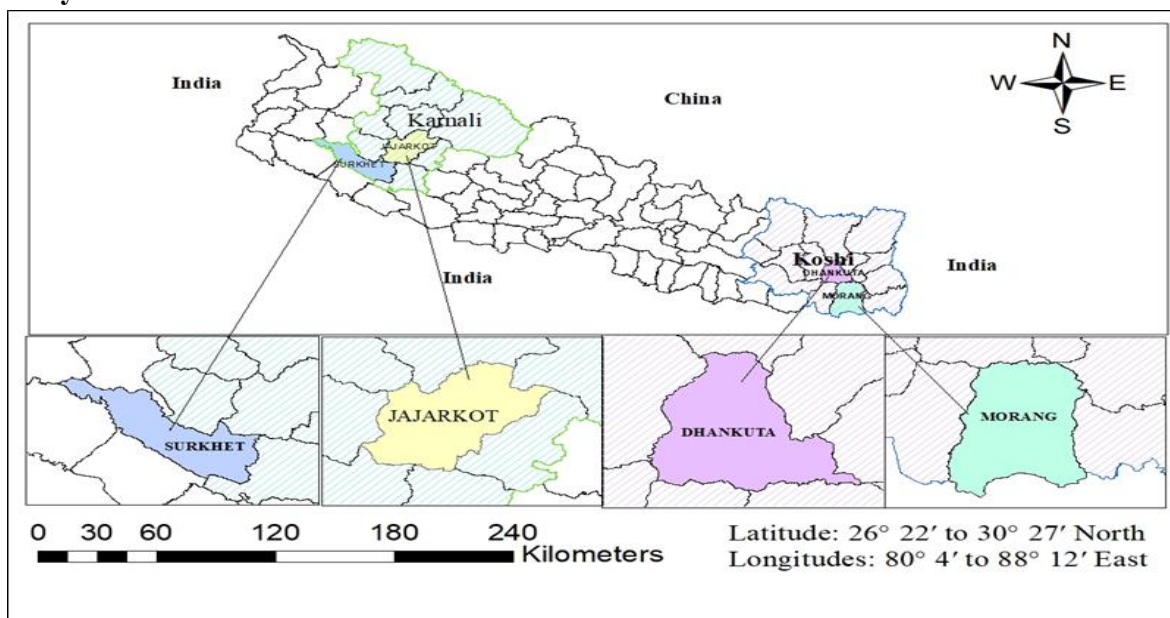 N
India
China
W E
S
Karnali
JAJARKOT
SURKHET
India
Koshi
India
DHANKUTA
MORANG
SURKHET
JAJARKOT
DHANKUTA
MORANG
0 30 60 120 180 240
Kilometers
Latitude: 26° 22′ to 30° 27′ North
Longitudes: 80° 4′ to 88° 12′ East